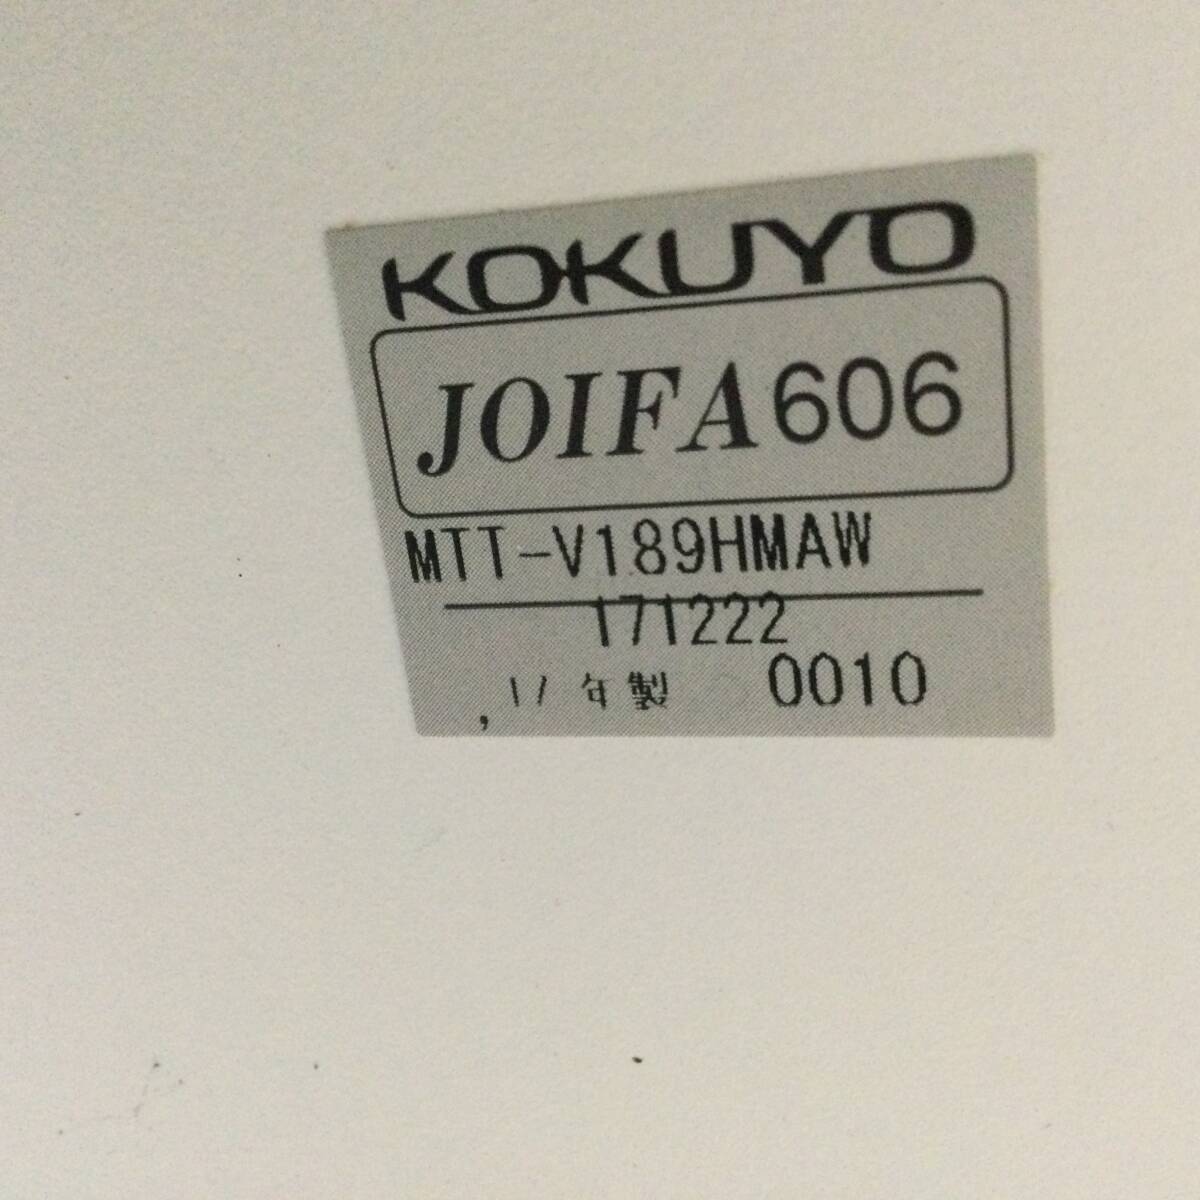 KOKUYO
JOIFA606
MTT-V189HMAW
171222
'17年製 0010